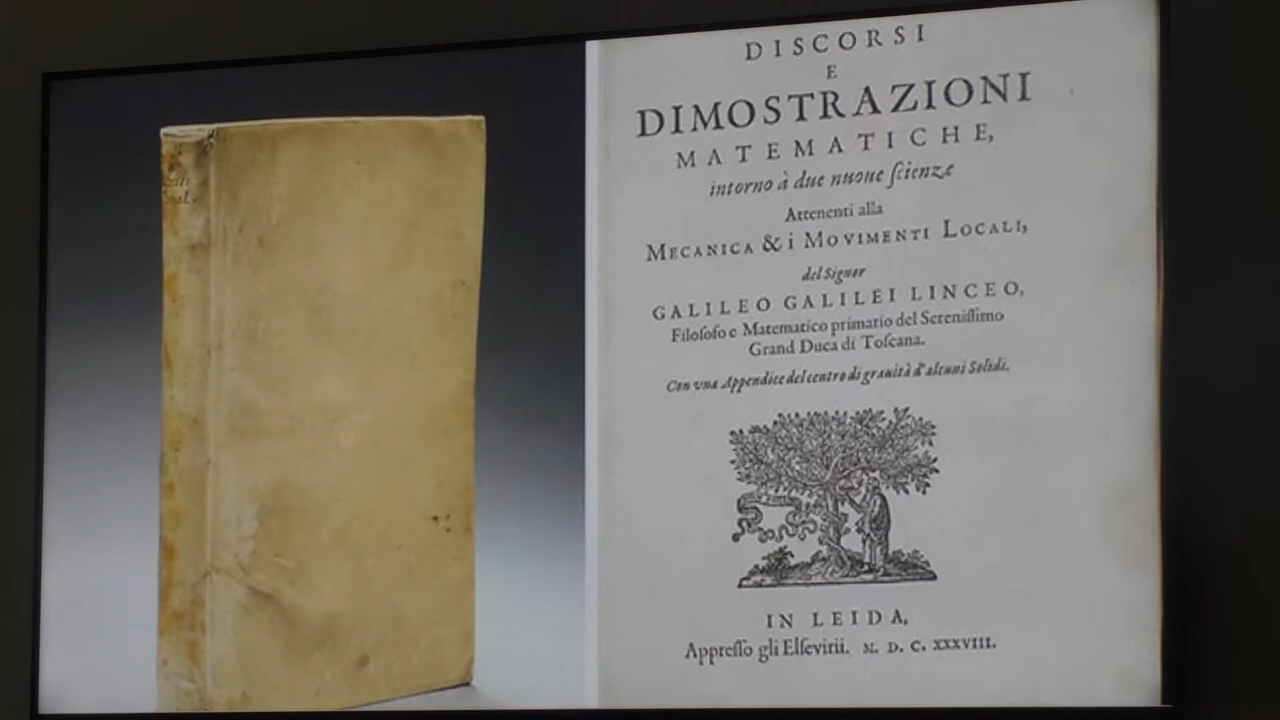 DISCORSI
E
DIMOSTRAZIONI
MATEMATICHE,
intorno à due nuoue ſcienze
Attenenti alla
MECANICA & i MOVIMENTI LOCALI,
del Signor
GALILEO GALILEI LINCEO,
Filoſofo e Matematico primario del Sereniſſimo
Grand Duca di Toſcana.
Con vna Appendice del centro di grauità d'alcuni Solidi.
IN LEIDA,
Appreſſo gli Elſevirii. M. D. C. XXXVIII.